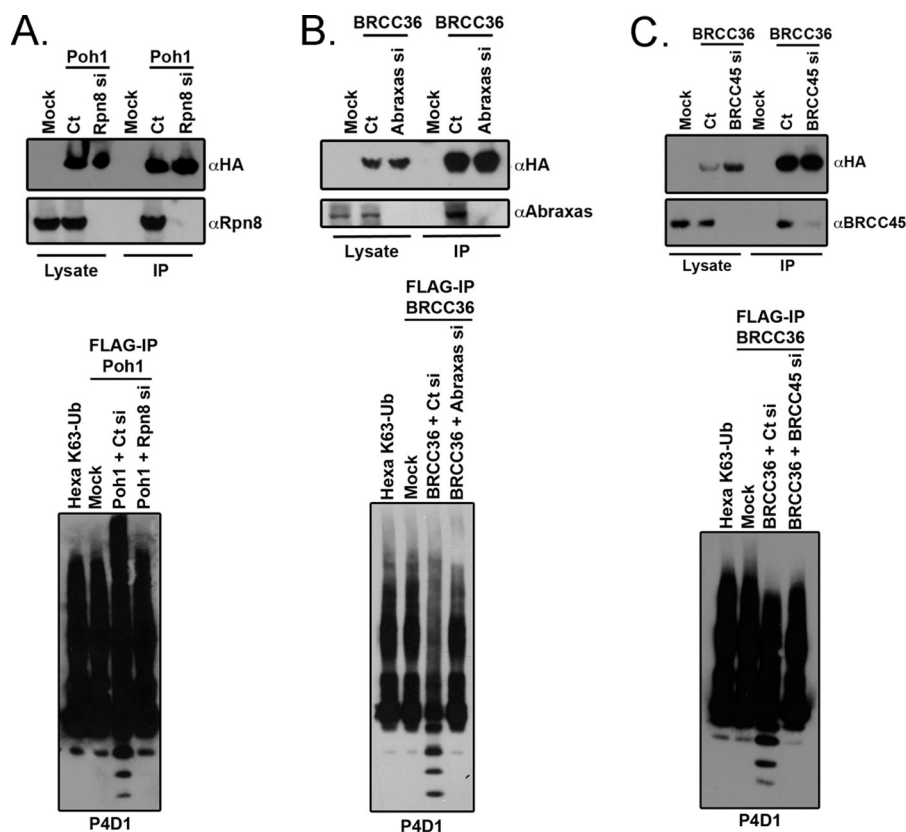 A.
Poh1 Poh1
Mock Ct Rpn8 si Mock Ct Rpn8 si
αHA
αRpn8
Lysate IP
FLAG-IP
Poh1
Hexa K63-Ub Mock Poh1 + Ct si Poh1 + Rpn8 si
P4D1
B.
BRCC36 BRCC36
Mock Ct Abraxas si Mock Ct Abraxas si
αHA
αAbraxas
Lysate IP
FLAG-IP
BRCC36
Hexa K63-Ub Mock BRCC36 + Ct si BRCC36 + Abraxas si
P4D1
C.
BRCC36 BRCC36
Mock Ct BRCC45 si Mock Ct BRCC45 si
αHA
αBRCC45
Lysate IP
FLAG-IP
BRCC36
Hexa K63-Ub Mock BRCC36 + Ct si BRCC36 + BRCC45 si
P4D1